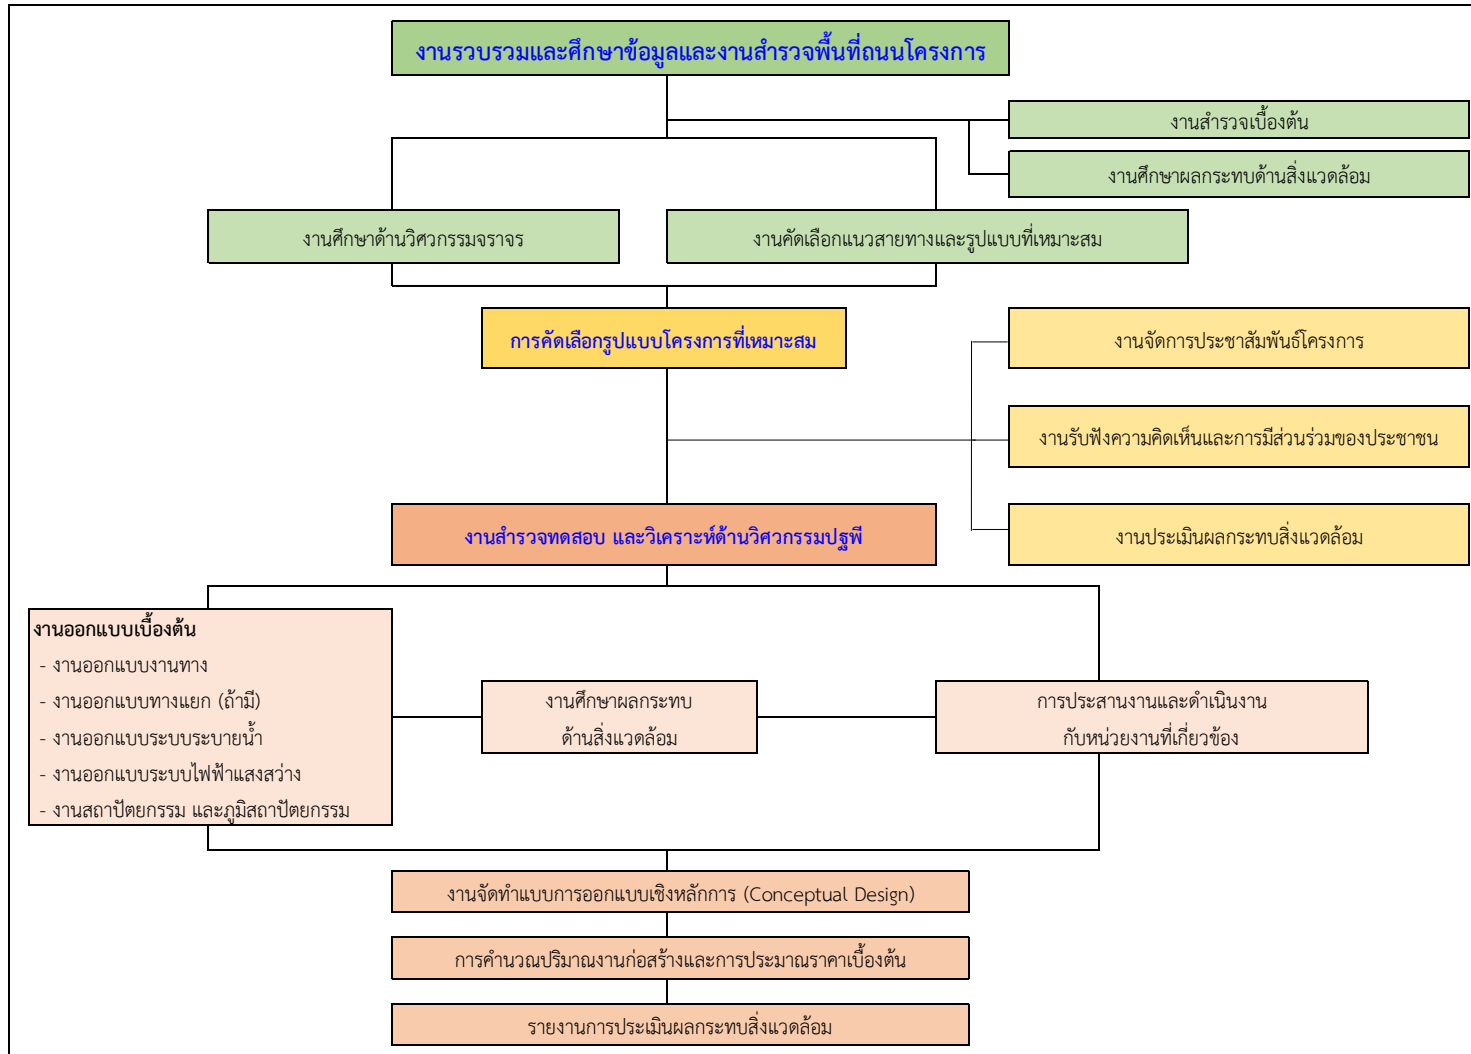 งานรวบรวมและศึกษาข้อมูลและงานสำรวจพื้นที่ถนนโครงการ
งานสำรวจเบื้องต้น
งานศึกษาผลกระทบด้านสิ่งแวดล้อม
งานศึกษาด้านวิศวกรรมจราจร
งานคัดเลือกแนวสายทางและรูปแบบที่เหมาะสม
การคัดเลือกรูปแบบโครงการที่เหมาะสม
งานจัดการประชาสัมพันธ์โครงการ
งานรับฟังความคิดเห็นและการมีส่วนร่วมของประชาชน
งานสำรวจทดสอบ และวิเคราะห์ด้านวิศวกรรมปฐพี
งานประเมินผลกระทบสิ่งแวดล้อม
งานออกแบบเบื้องต้น
- งานออกแบบงานทาง
- งานออกแบบทางแยก (ถ้ามี)
- งานออกแบบระบบระบายน้ำ
- งานออกแบบระบบไฟฟ้าแสงสว่าง
- งานสถาปัตยกรรม และภูมิสถาปัตยกรรม
งานศึกษาผลกระทบ
ด้านสิ่งแวดล้อม
การประสานงานและดำเนินงาน
กับหน่วยงานที่เกี่ยวข้อง
งานจัดทำแบบการออกแบบเชิงหลักการ (Conceptual Design)
การคำนวณปริมาณงานก่อสร้างและการประมาณราคาเบื้องต้น
รายงานการประเมินผลกระทบสิ่งแวดล้อม